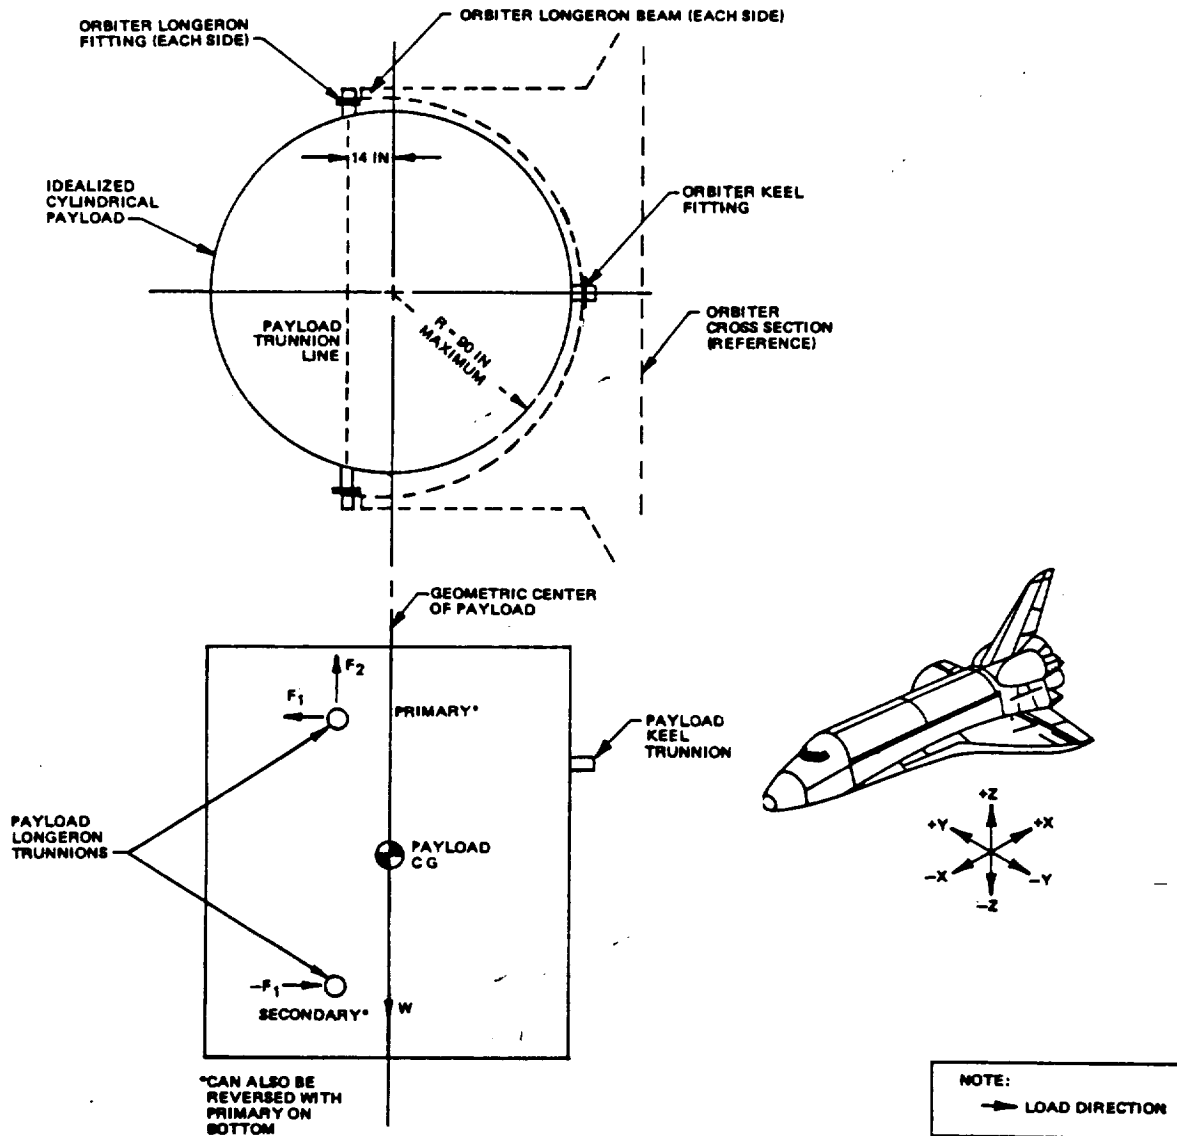 ORBITER LONGERON
FITTING (EACH SIDE)
ORBITER LONGERON BEAM (EACH SIDE)
14 IN
IDEALIZED
CYLINDRICAL
PAYLOAD
ORBITER KEEL
FITTING
PAYLOAD
TRUNNION
LINE
R = 90 IN
MAXIMUM
ORBITER
CROSS SECTION
(REFERENCE)
GEOMETRIC CENTER
OF PAYLOAD
F2
F1
PRIMARY*
PAYLOAD
KEEL
TRUNNION
PAYLOAD
LONGERON
TRUNNIONS
PAYLOAD
CG
+Z
+Y
+X
-X
-Y
-Z
-F1
SECONDARY*
W
*CAN ALSO BE
REVERSED WITH
PRIMARY ON
BOTTOM
NOTE:
LOAD DIRECTION